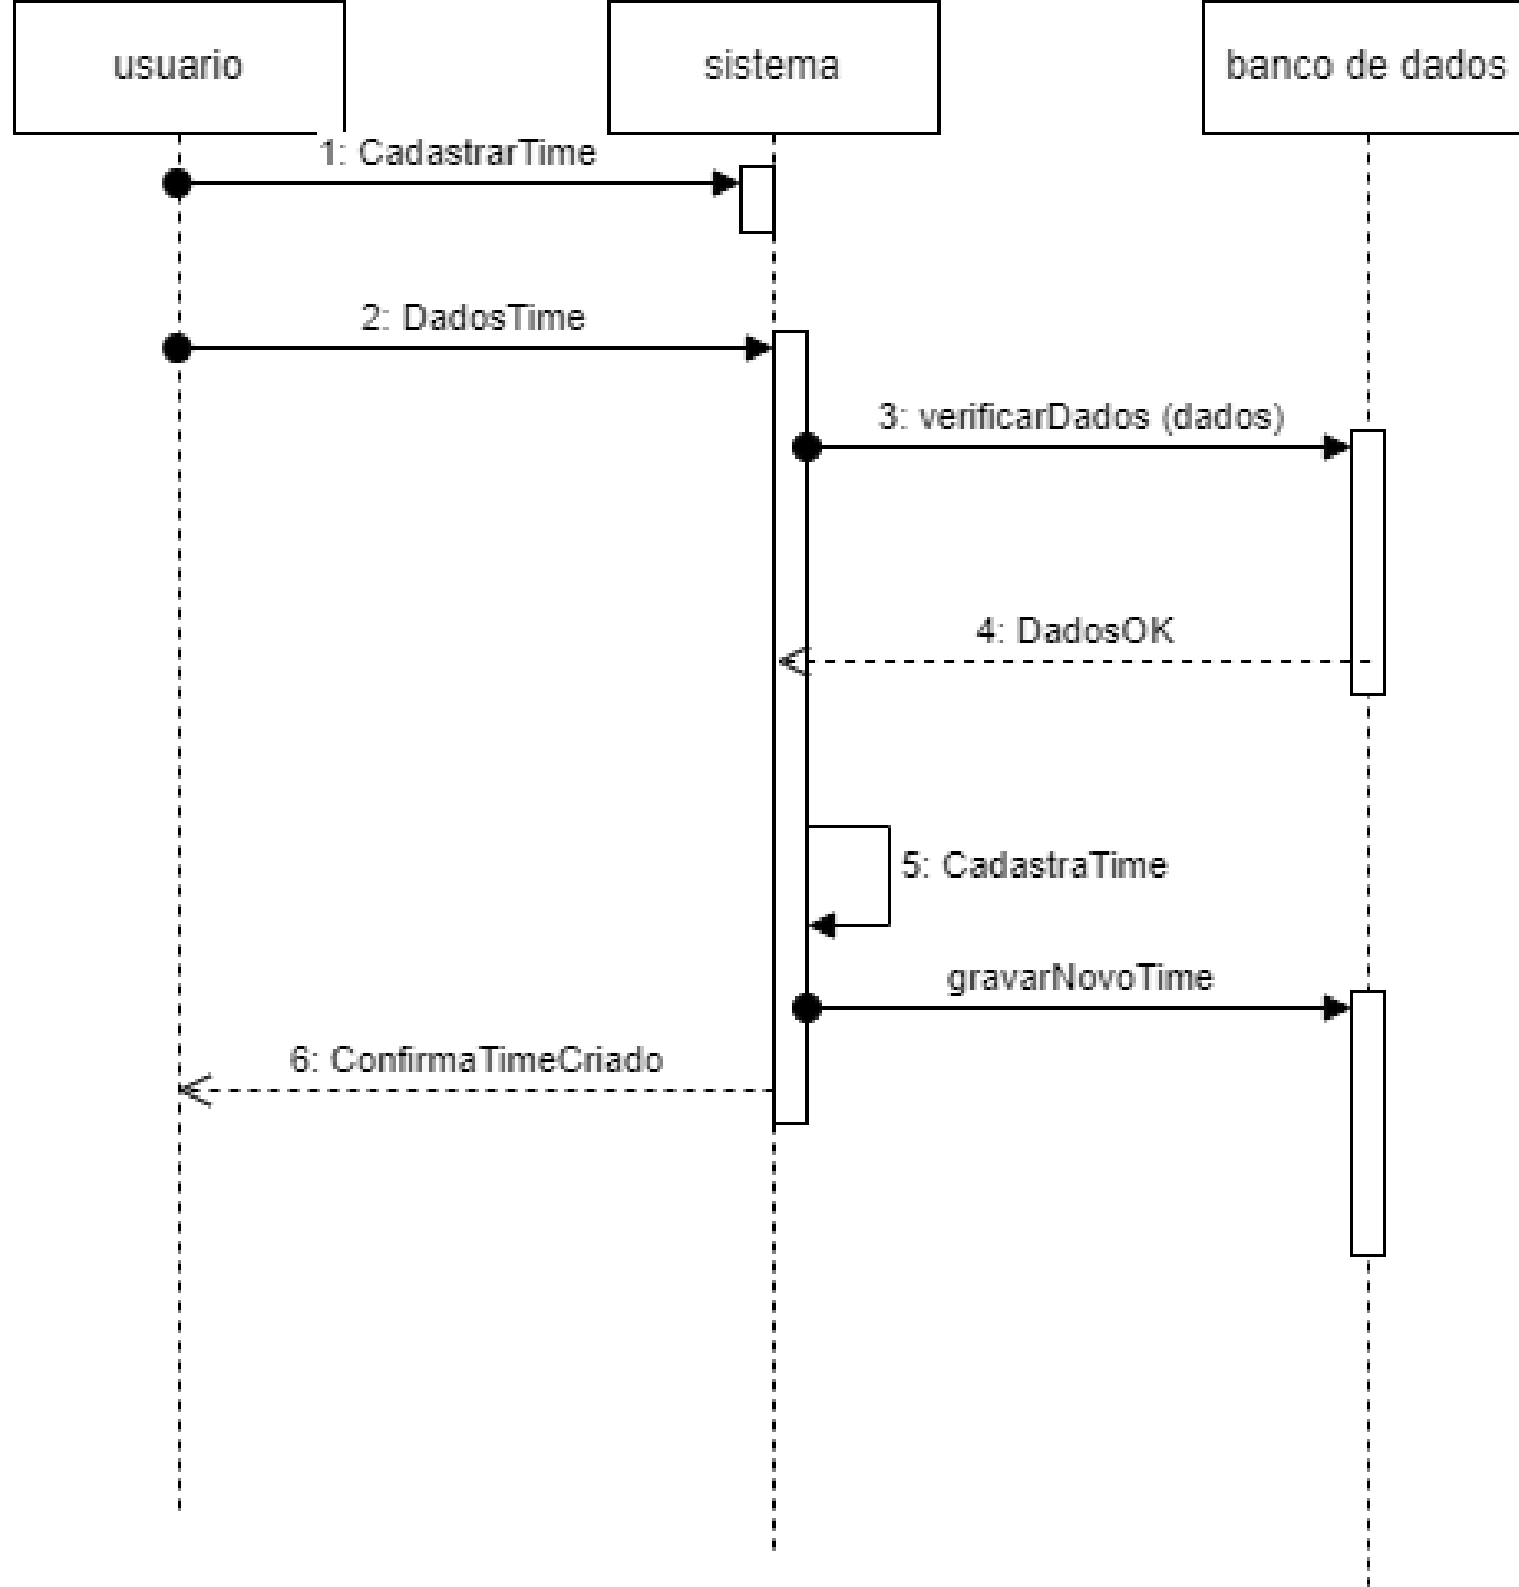 usuario
sistema
banco de dados
1: CadastrarTime
2: DadosTime
3: verificarDados (dados)
4: DadosOK
5: CadastraTime
gravarNovoTime
6: ConfirmaTimeCriado